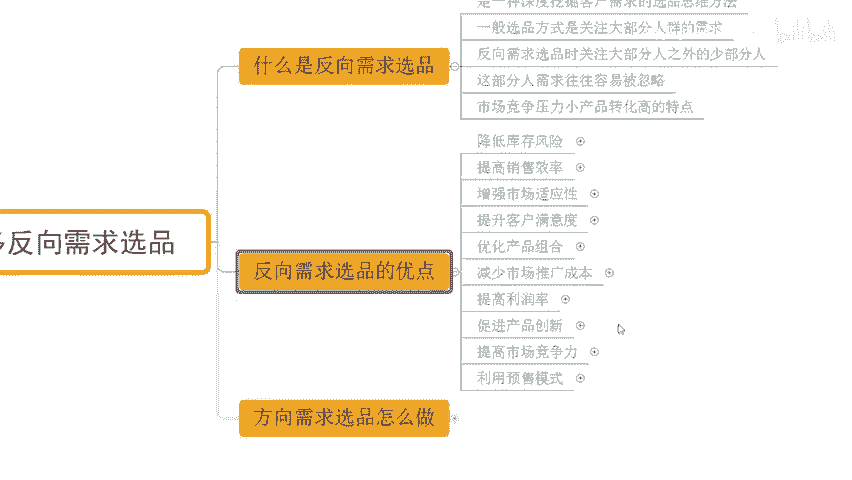 是一种深度挖掘客户需求的选品思维方法
一般选品方式是关注大部分人群的需求
什么是反向需求选品
反向需求选品时关注大部分人之外的少部分人
这部分人需求往往容易被忽略
市场竞争压力小产品转化高的特点
降低库存风险
提高销售效率
增强市场适应性
提升客户满意度
反向需求选品
优化产品组合
反向需求选品的优点
减少市场推广成本
提高利润率
促进产品创新
提高市场竞争力
利用预售模式
方向需求选品怎么做